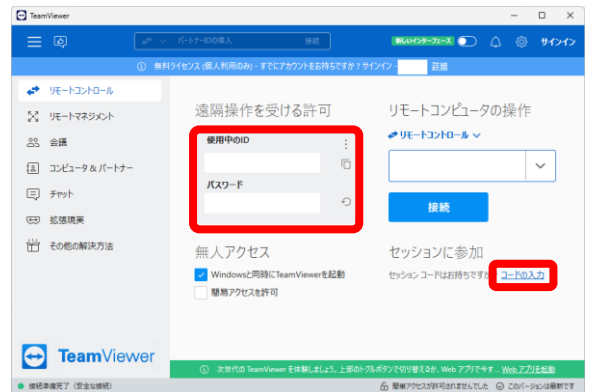 TeamViewer
パートナーIDの挿入
接続
新しいインターフェース
サインイン
無料ライセンス (個人利用のみ) - すでにアカウントをお持ちですか？サインイン -
詳細
リモートコントロール
リモートマネジメント
会議
コンピュータ & パートナー
チャット
拡張現実
その他の解決方法
遠隔操作を受ける許可
使用中のID
パスワード
無人アクセス
Windowsと同時にTeamViewerを起動
簡易アクセスを許可
リモートコンピュータの操作
リモートコントロール
接続
セッションに参加
セッション コードはお持ちですか
コードの入力
TeamViewer
次世代の TeamViewer を体験しましょう。上部のトグルボタンで切り替えるか、Web アプリで今す... Web アプリを起動
接続準備完了（安全な接続）
簡単アクセスが許可されませんでした
このバージョンは最新です